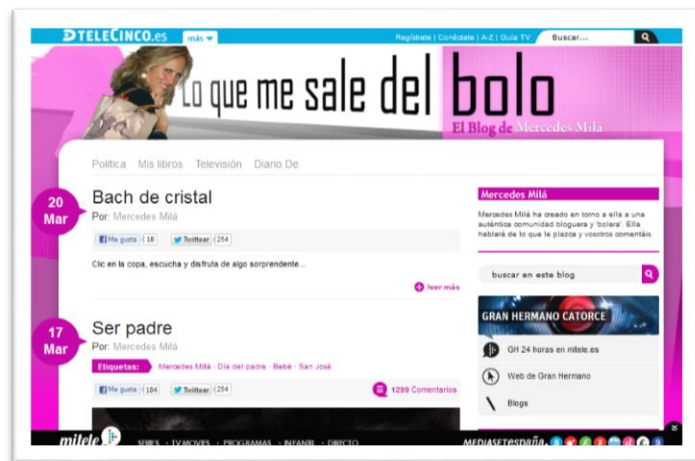 TELECINCO.es
más
Regístrate | Conéctate | A-Z | Guía TV
Buscar...
Lo que me sale del bolo
El Blog de Mercedes Milá
Política Mis libros Televisión Diario De
20
Mar
Bach de cristal
Por: Mercedes Milá
Me gusta 18
Twittear 254
Clic en la copa, escucha y disfruta de algo sorprendente...
leer más
17
Mar
Ser padre
Por: Mercedes Milá
Etiquetas: Mercedes Milá · Día del padre · Bebé · San José
Me gusta 104
Twittear 254
1299 Comentarios
Mercedes Milá
Mercedes Milá ha creado en torno a ella a una
auténtica comunidad bloguera y 'bolera'. Ella
hablará de lo que le plazca y vosotros comentáis.
buscar en este blog
GRAN HERMANO CATORCE
GH 24 horas en mitele.es
Web de Gran Hermano
Blogs
mitele
SERIES · TV MOVIES · PROGRAMAS · INFANTIL · DIRECTO
MEDIASETespaña.